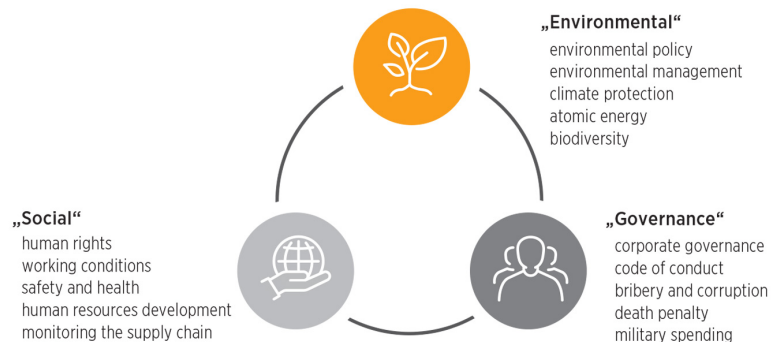 „Environmental“
environmental policy
environmental management
climate protection
atomic energy
biodiversity
„Social“
human rights
working conditions
safety and health
human resources development
monitoring the supply chain
„Governance“
corporate governance
code of conduct
bribery and corruption
death penalty
military spending